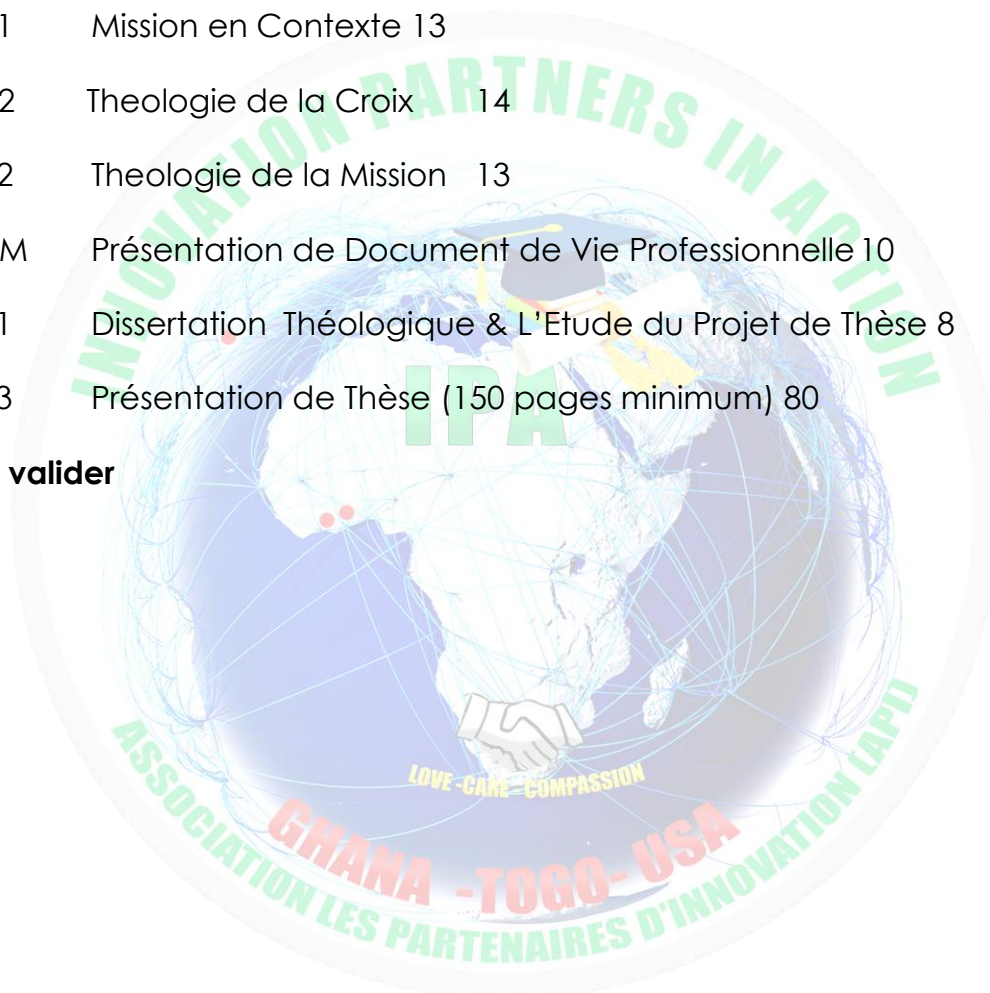 1 Mission en Contexte 13
2 Theologie de la Croix 14
2 Theologie de la Mission 13
M Présentation de Document de Vie Professionnelle 10
1 Dissertation Théologique & L’Etude du Projet de Thèse 8
3 Présentation de Thèse (150 pages minimum) 80
valider
INNOVATION PARTNERS IN ACTION
IPA
LOVE -CARE - COMPASSION
GHANA -TOGO- USA
ASSOCIATION LES PARTENAIRES D'INNOVATION (API)